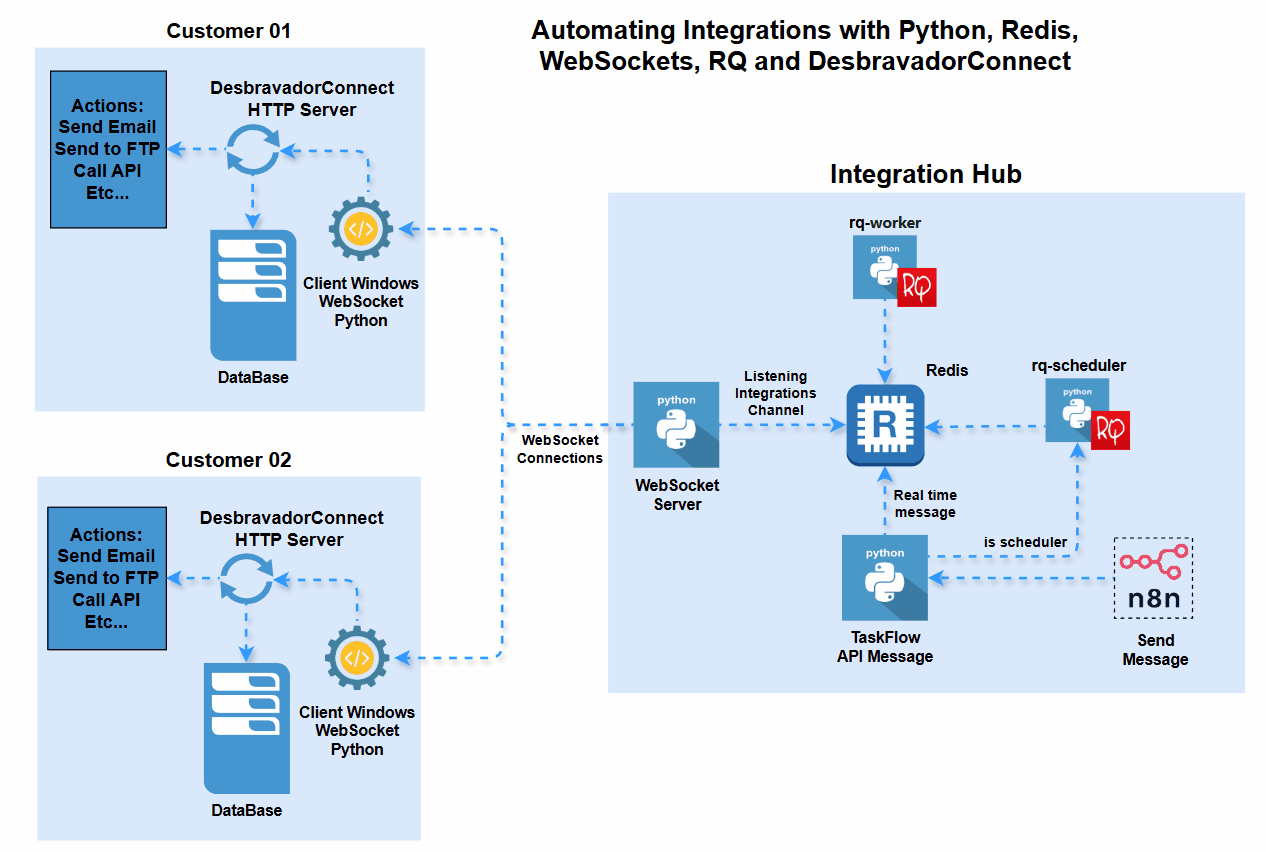 Automating Integrations with Python, Redis,
WebSockets, RQ and DesbravadorConnect
Customer 01
DesbravadorConnect
HTTP Server
Actions:
Send Email
Send to FTP
Call API
Etc...
</>
Client Windows
WebSocket
Python
DataBase
Customer 02
DesbravadorConnect
HTTP Server
Actions:
Send Email
Send to FTP
Call API
Etc...
</>
Client Windows
WebSocket
Python
DataBase
WebSocket
Connections
Integration Hub
rq-worker
python
RQ
Redis
R
rq-scheduler
python
RQ
Listening
Integrations
Channel
python
WebSocket
Server
Real time
message
is scheduler
python
TaskFlow
API Message
n8n
Send
Message